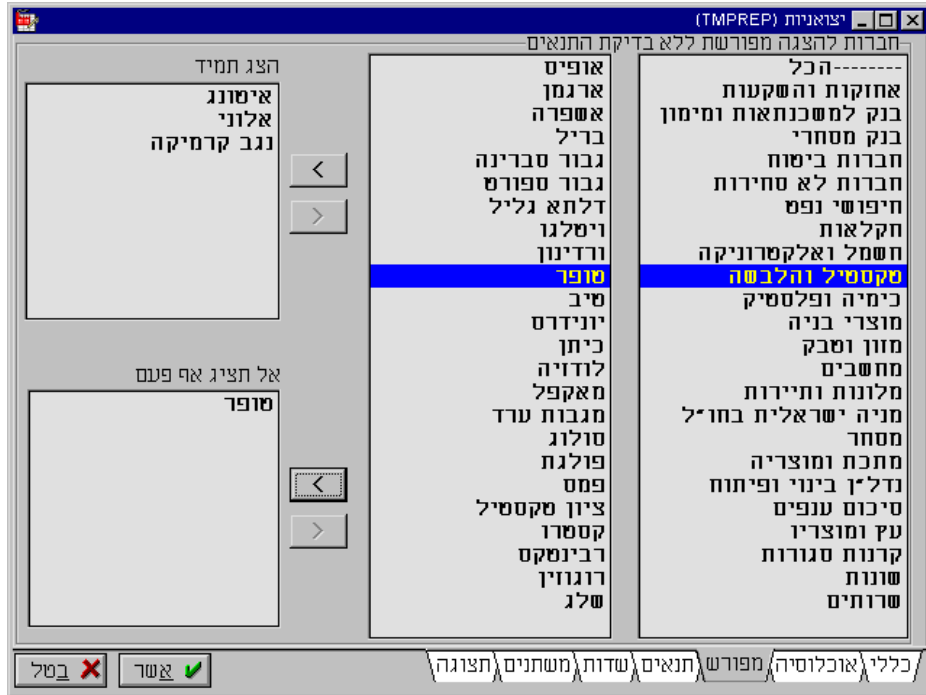 יצואניות (TMPREP)
חברות להצגה מפורשת ללא בדיקת התנאים
--------הכל
אחזקות והשקעות
בנק למשכנתאות ומימון
בנק מסחרי
חברות ביטוח
חברות לא סחירות
חיפושי נפט
חקלאות
חשמל ואלקטרוניקה
טקסטיל והלבשה
כימיה ופלסטיק
מוצרי בניה
מזון וטבק
מחשבים
מלונות ותיירות
מניה ישראלית בחו"ל
מסחר
מתכת ומוצריה
נדל"ן בינוי ופיתוח
סיכום ענפים
עץ ומוצריו
קרנות סגורות
שונות
שרותים
אופיס
ארגמן
אשפרה
בריל
גבור סברינה
גבור ספורט
דלתא גליל
ויטלגו
ורדינון
טופר
טיב
יונידרס
כיתן
לודזיה
מאקפל
מגבות ערד
סולוג
פולגת
פמס
ציון טקסטיל
קסטרו
רבינטקס
רוגוזין
שלג
הצג תמיד
איטונג
אלוני
נגב קרמיקה
<
>
אל תציג אף פעם
טופר
<
>
כללי
אוכלוסיה
מפורש
תנאים
שדות
משתנים
תצוגה
אשר
בטל